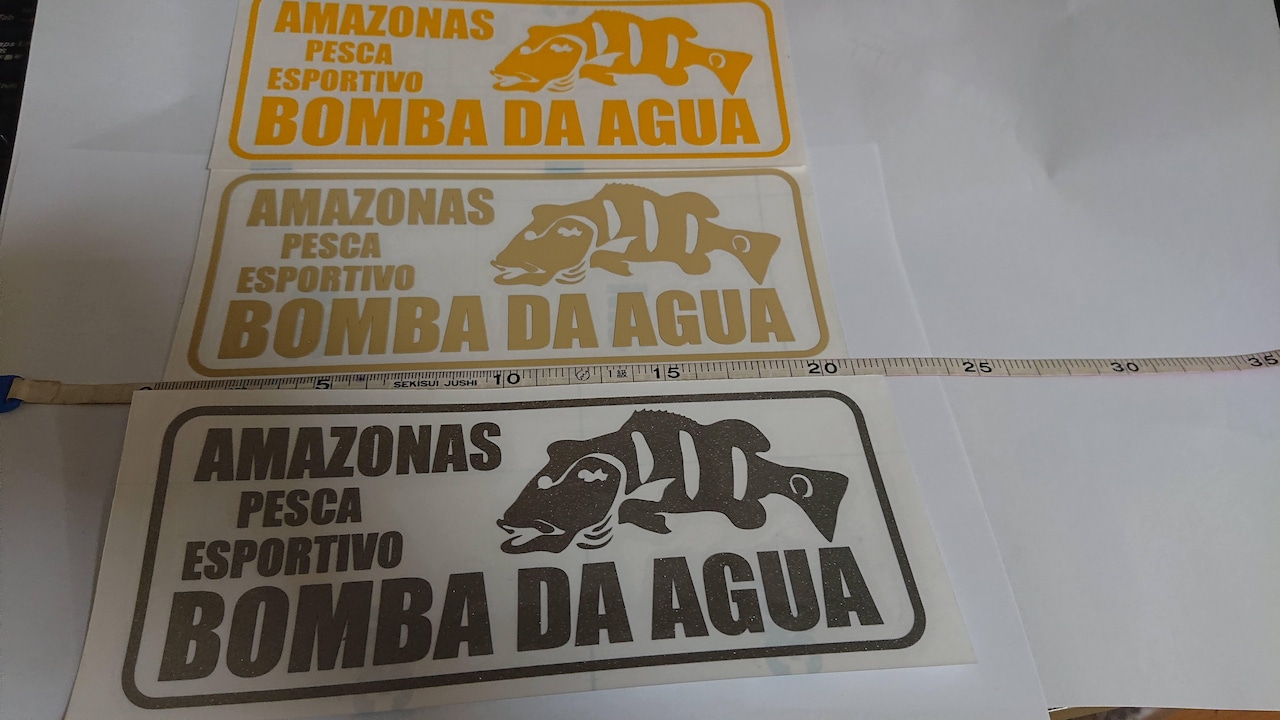 AMAZONAS
PESCA
ESPORTIVO
BOMBA DA AGUA
AMAZONAS
PESCA
ESPORTIVO
BOMBA DA AGUA
5 SEKISUI JUSHI 10 15 20 25 30 35
AMAZONAS
PESCA
ESPORTIVO
BOMBA DA AGUA